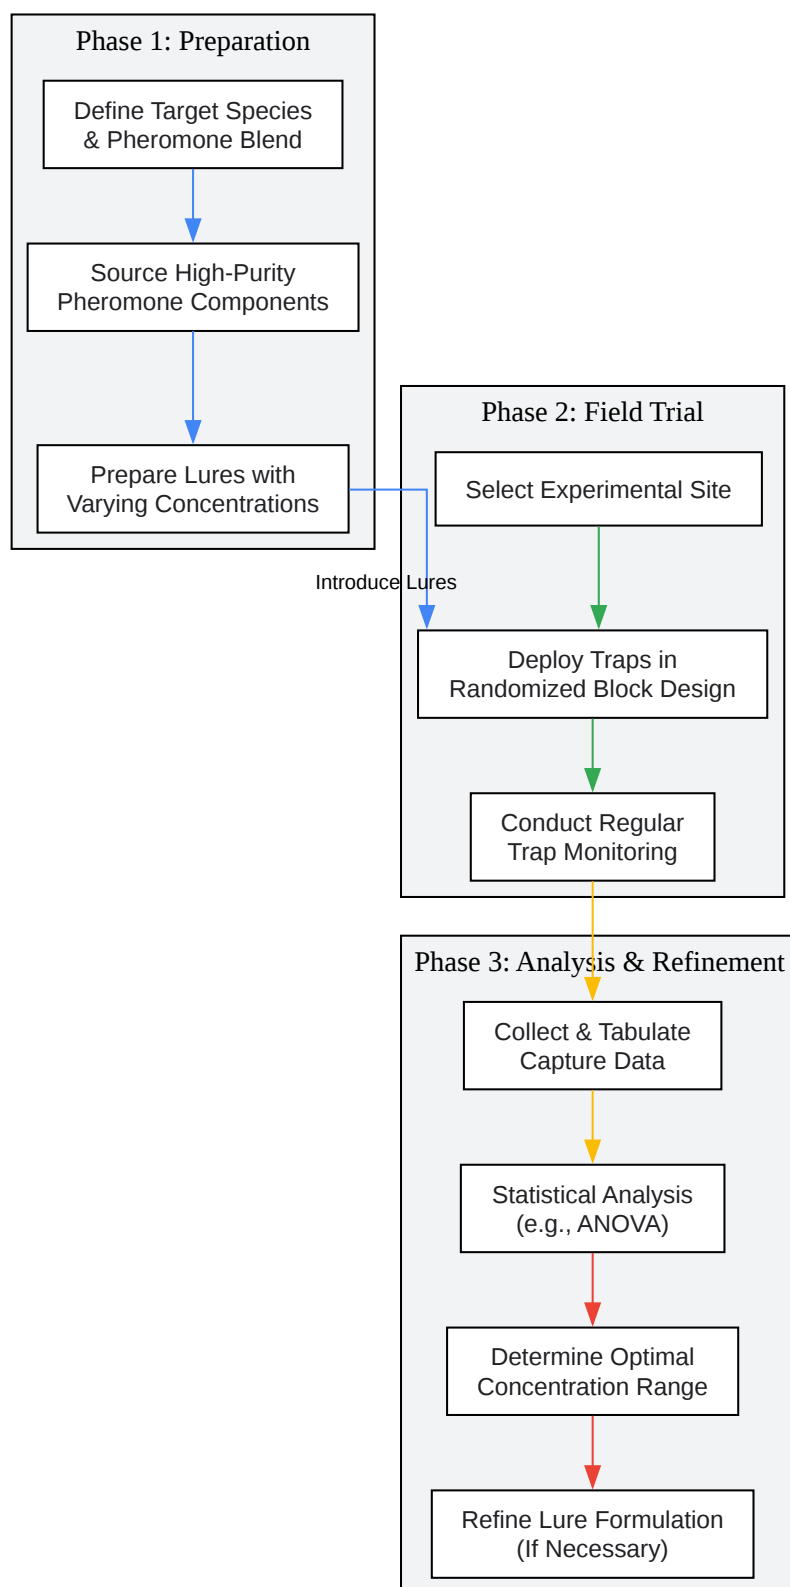 Phase 1: Preparation
Define Target Species
& Pheromone Blend
Source High-Purity
Pheromone Components
Prepare Lures with
Varying Concentrations
Introduce Lures
Phase 2: Field Trial
Select Experimental Site
Deploy Traps in
Randomized Block Design
Conduct Regular
Trap Monitoring
Phase 3: Analysis & Refinement
Collect & Tabulate
Capture Data
Statistical Analysis
(e.g., ANOVA)
Determine Optimal
Concentration Range
Refine Lure Formulation
(If Necessary)